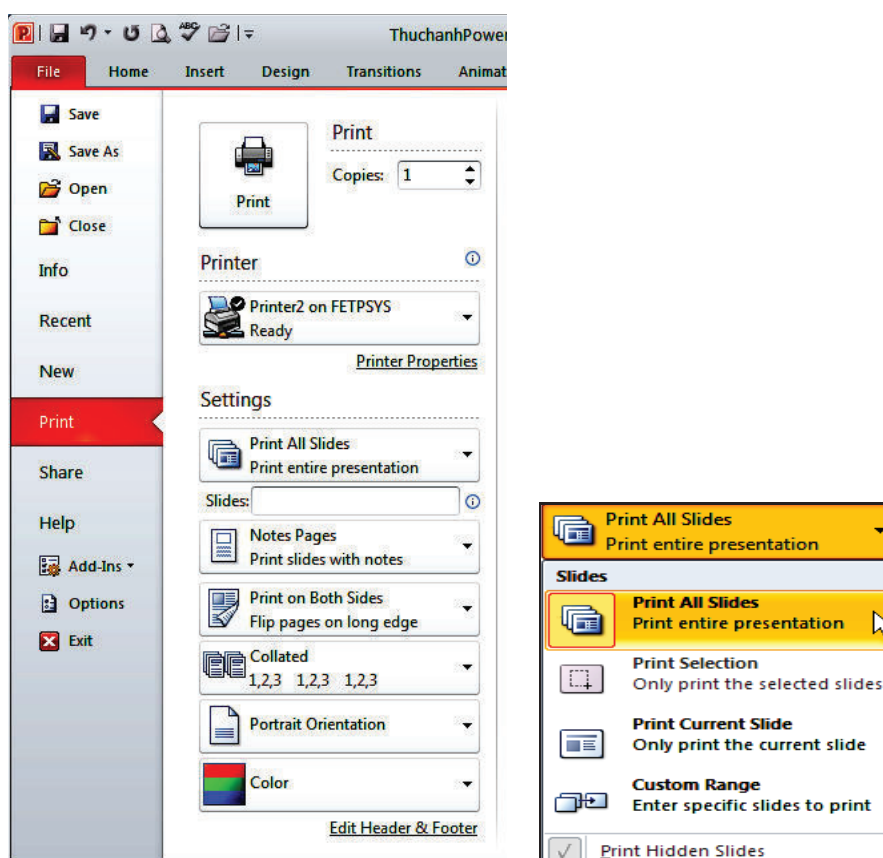 ABC
ThuchanhPower
File Home Insert Design Transitions Animat
Save
Save As
Open
Close
Info
Recent
New
Print
Share
Help
Add-Ins
Options
Exit
Print
Print
Copies: 1
Printer
Printer2 on FETPSYS
Ready
Printer Properties
Settings
Print All Slides
Print entire presentation
Slides:
Notes Pages
Print slides with notes
Print on Both Sides
Flip pages on long edge
Collated
1,2,3 1,2,3 1,2,3
Portrait Orientation
Color
Edit Header & Footer
Print All Slides
Print entire presentation
Slides
Print All Slides
Print entire presentation
Print Selection
Only print the selected slides
Print Current Slide
Only print the current slide
Custom Range
Enter specific slides to print
Print Hidden Slides